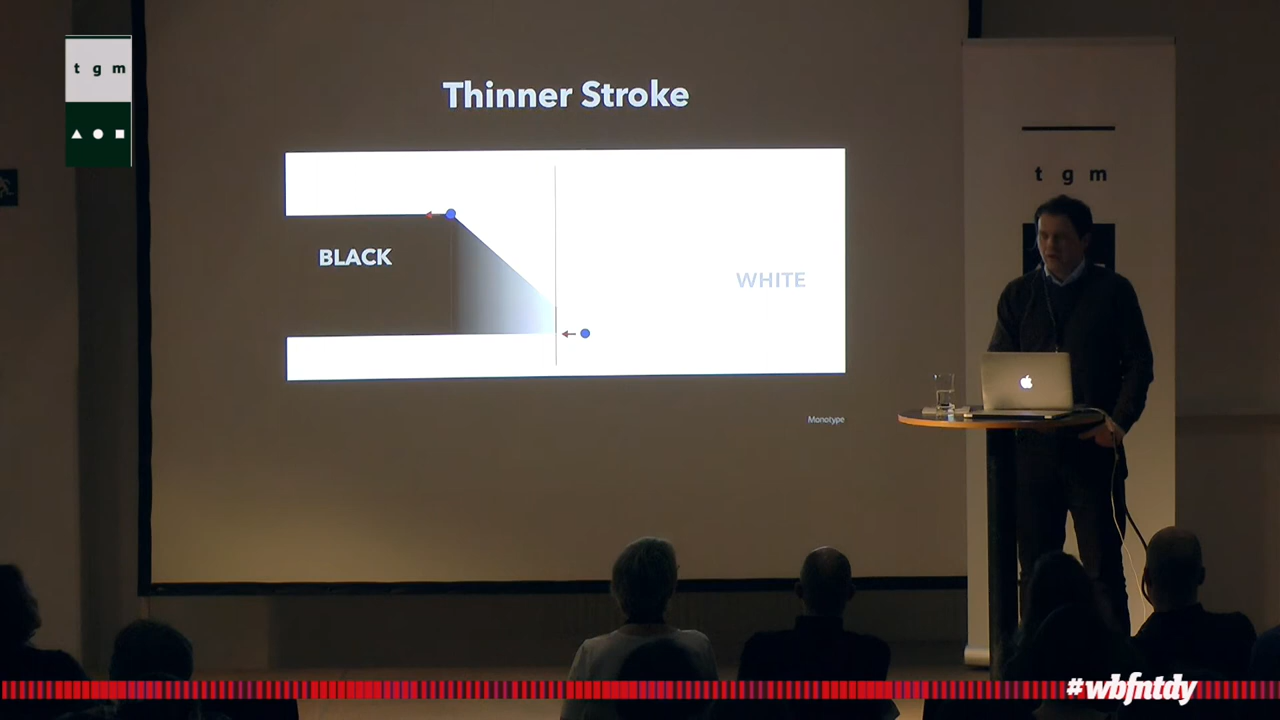 t g m
Thinner Stroke
BLACK
WHITE
Monotype
t g m
#wbfntdy